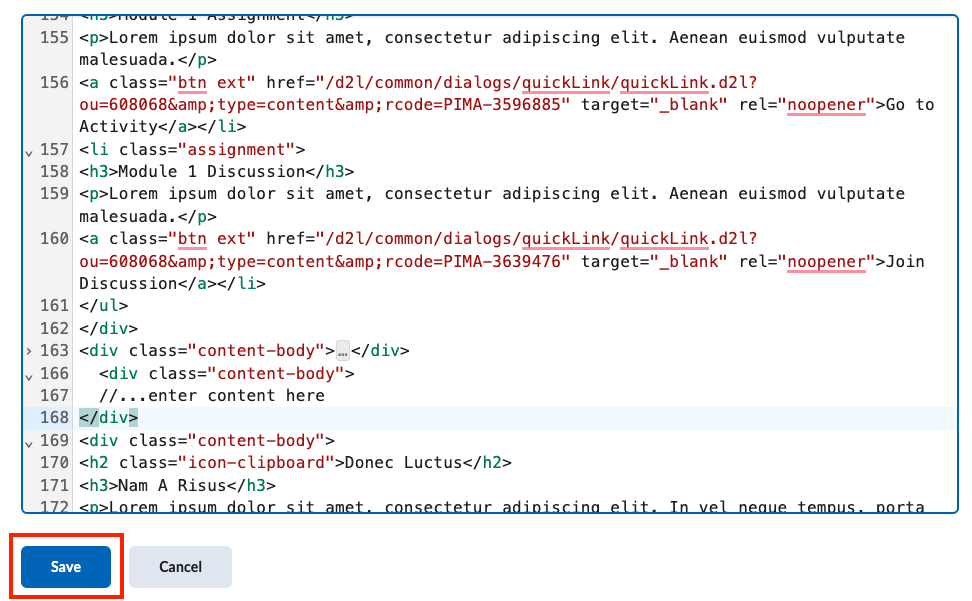 154 <h3>Module 1 Assignment</h3>
155 <p>Lorem ipsum dolor sit amet, consectetur adipiscing elit. Aenean euismod vulputate
malesuada.</p>
156 <a class="btn ext" href="/d2l/common/dialogs/quickLink/quickLink.d2l?
ou=608068&amp;type=content&amp;rcode=PIMA-3596885" target="_blank" rel="noopener">Go to
Activity</a></li>
157 <li class="assignment">
158 <h3>Module 1 Discussion</h3>
159 <p>Lorem ipsum dolor sit amet, consectetur adipiscing elit. Aenean euismod vulputate
malesuada.</p>
160 <a class="btn ext" href="/d2l/common/dialogs/quickLink/quickLink.d2l?
ou=608068&amp;type=content&amp;rcode=PIMA-3639476" target="_blank" rel="noopener">Join
Discussion</a></li>
161 </ul>
162 </div>
163 <div class="content-body">…</div>
166 <div class="content-body">
167 //...enter content here
168 </div>
169 <div class="content-body">
170 <h2 class="icon-clipboard">Donec Luctus</h2>
171 <h3>Nam A Risus</h3>
172 <p>Lorem ipsum dolor sit amet, consectetur adipiscing elit. In vel neque tempus, porta
Save Cancel